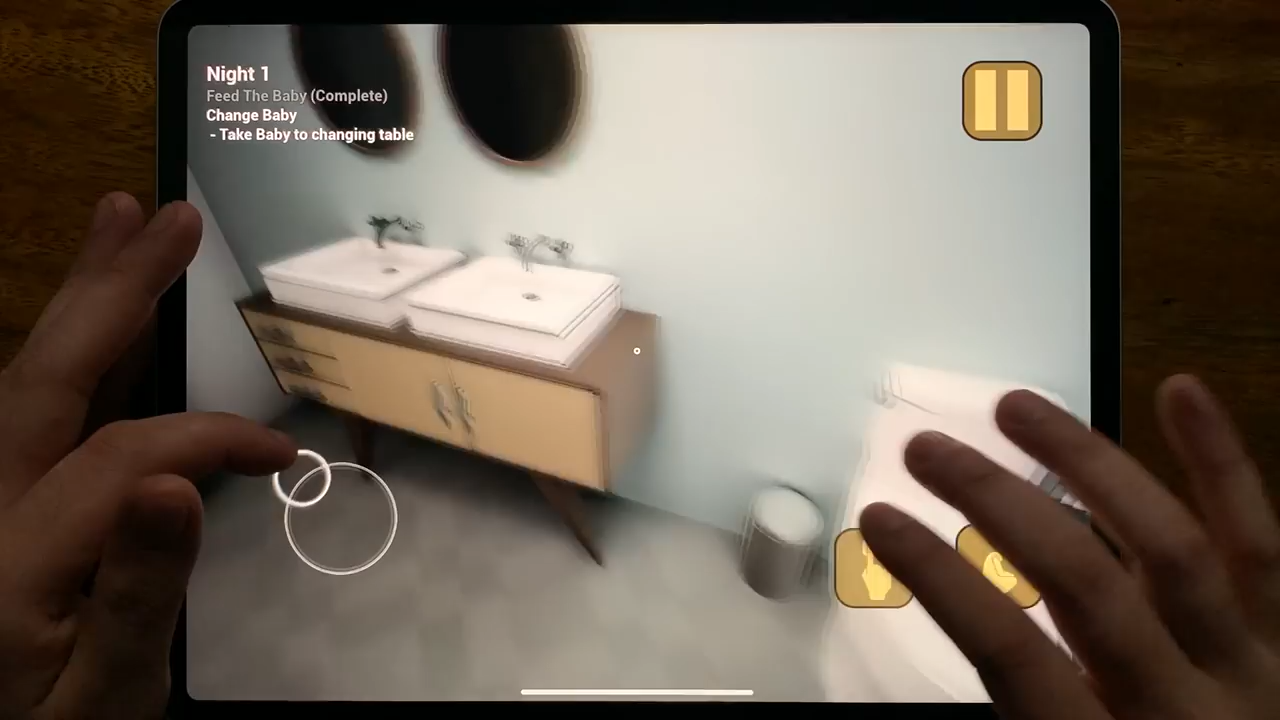 Night 1
Feed The Baby (Complete)
Change Baby
- Take Baby to changing table